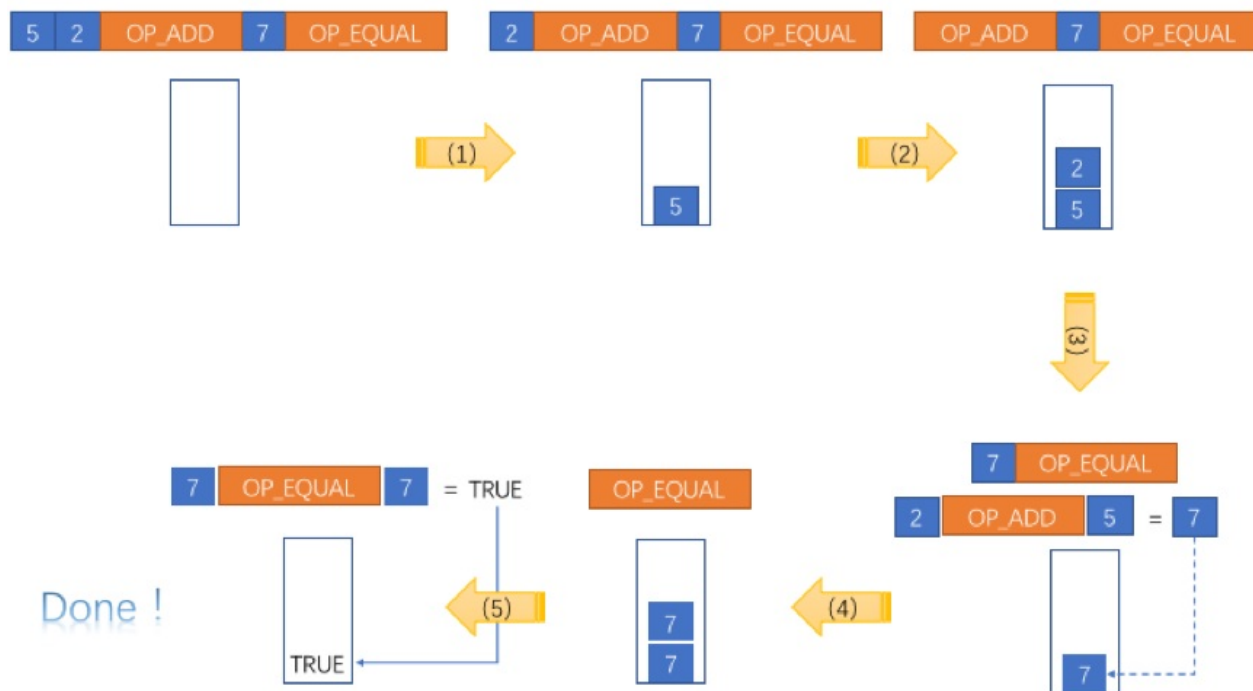 5 2 OP_ADD 7 OP_EQUAL
2 OP_ADD 7 OP_EQUAL
OP_ADD 7 OP_EQUAL
(1)
5
(2)
2
5
(3)
7 OP_EQUAL
2 OP_ADD 5 = 7
7
(4)
OP_EQUAL
7
7
(5)
7 OP_EQUAL 7 = TRUE
TRUE
Done !